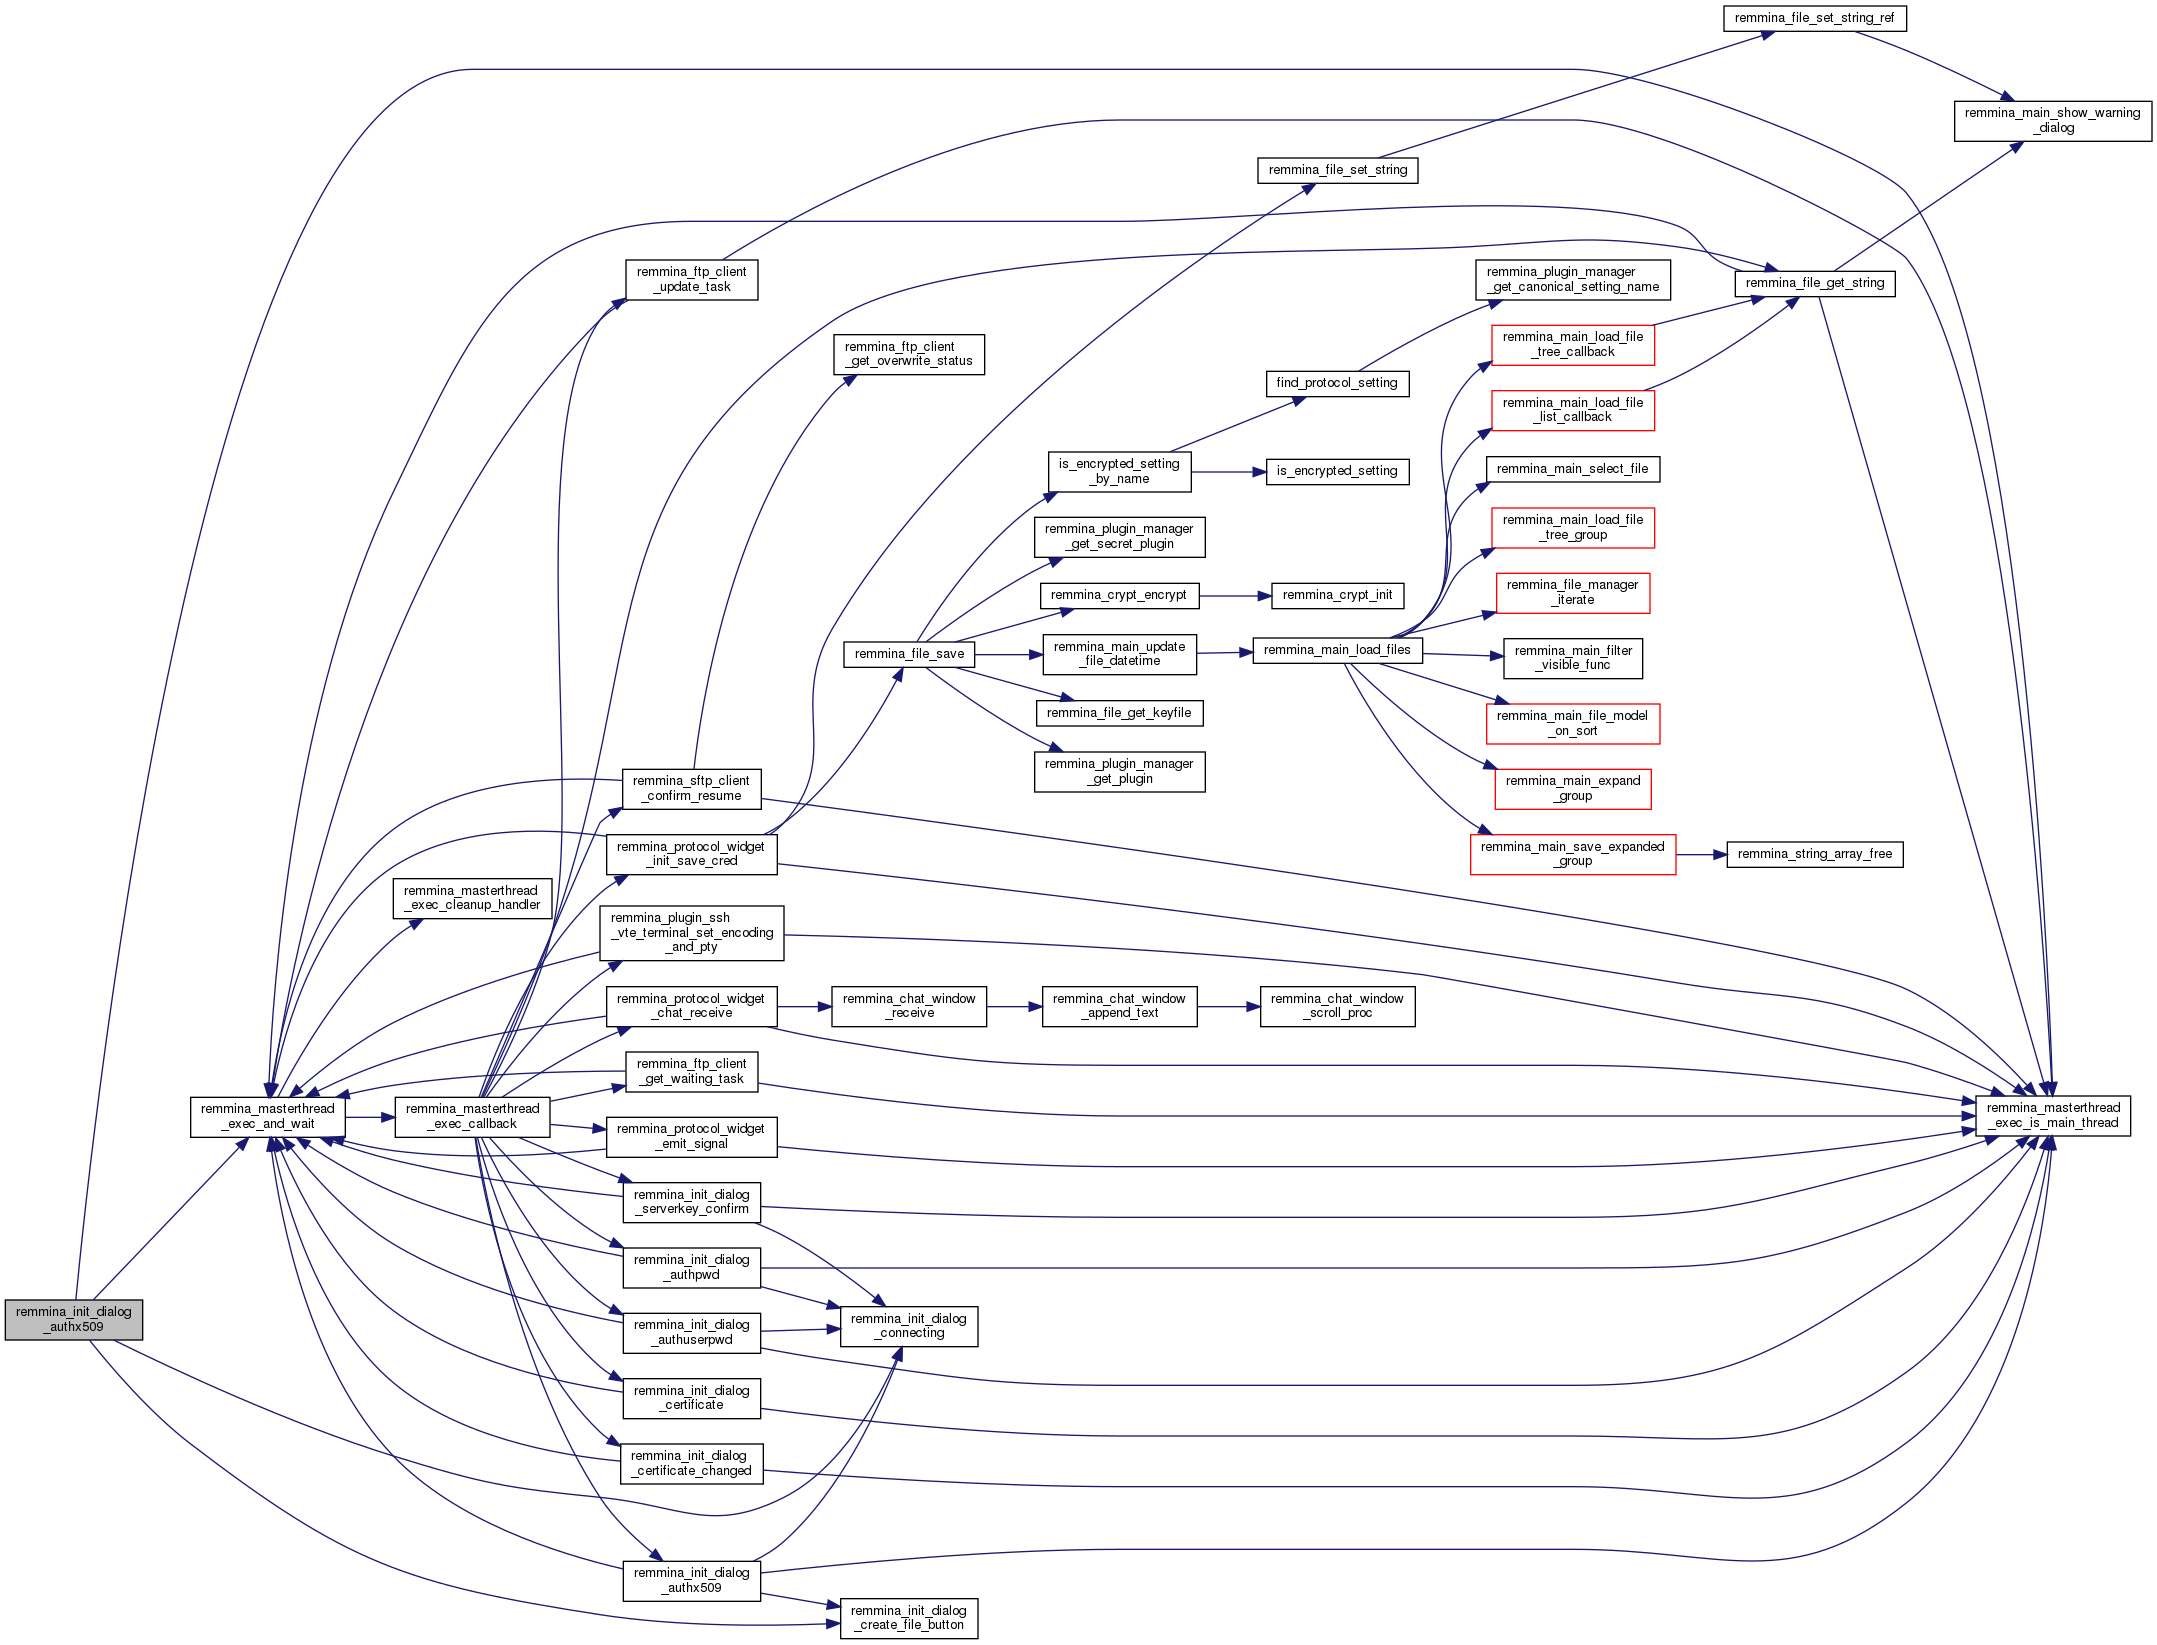 remmina_file_set_string_ref
remmina_main_show_warning
_dialog
remmina_file_set_string
remmina_ftp_client
_update_task
remmina_plugin_manager
_get_canonical_setting_name
remmina_file_get_string
remmina_ftp_client
_get_overwrite_status
remmina_main_load_file
_tree_callback
find_protocol_setting
remmina_main_load_file
_list_callback
is_encrypted_setting
_by_name
is_encrypted_setting
remmina_main_select_file
remmina_plugin_manager
_get_secret_plugin
remmina_main_load_file
_tree_group
remmina_crypt_encrypt
remmina_crypt_init
remmina_file_manager
_iterate
remmina_file_save
remmina_main_update
_file_datetime
remmina_main_load_files
remmina_main_filter
_visible_func
remmina_file_get_keyfile
remmina_main_file_model
_on_sort
remmina_plugin_manager
_get_plugin
remmina_main_expand
_group
remmina_sftp_client
_confirm_resume
remmina_protocol_widget
_init_save_cred
remmina_main_save_expanded
_group
remmina_string_array_free
remmina_masterthread
_exec_cleanup_handler
remmina_plugin_ssh
_vte_terminal_set_encoding
_and_pty
remmina_protocol_widget
_chat_receive
remmina_chat_window
_receive
remmina_chat_window
_append_text
remmina_chat_window
_scroll_proc
remmina_ftp_client
_get_waiting_task
remmina_masterthread
_exec_and_wait
remmina_masterthread
_exec_callback
remmina_masterthread
_exec_is_main_thread
remmina_protocol_widget
_emit_signal
remmina_init_dialog
_serverkey_confirm
remmina_init_dialog
_authpwd
remmina_init_dialog
_authx509
remmina_init_dialog
_authuserpwd
remmina_init_dialog
_connecting
remmina_init_dialog
_certificate
remmina_init_dialog
_certificate_changed
remmina_init_dialog
_authx509
remmina_init_dialog
_create_file_button